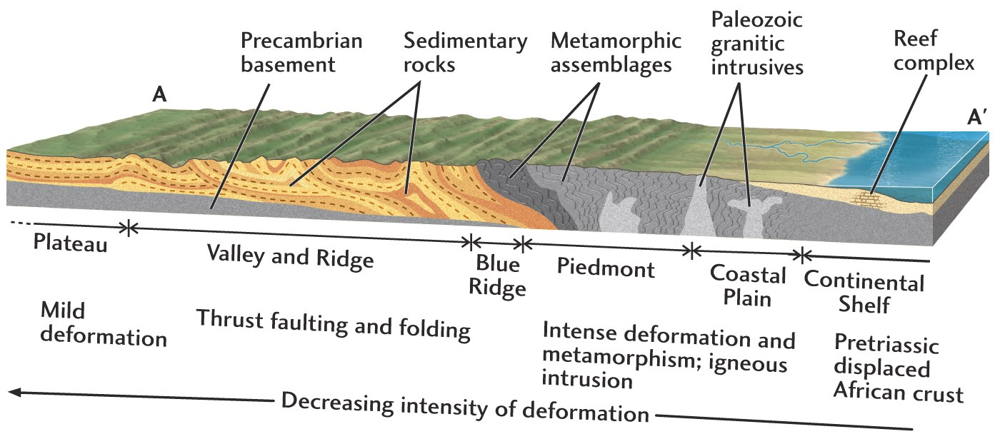 Precambrian
basement
Sedimentary
rocks
Metamorphic
assemblages
Paleozoic
granitic
intrusives
Reef
complex
A
A′
Plateau
Valley and Ridge
Blue
Ridge
Piedmont
Coastal
Plain
Continental
Shelf
Mild
deformation
Thrust faulting and folding
Intense deformation and
metamorphism; igneous
intrusion
Pretriassic
displaced
African crust
Decreasing intensity of deformation